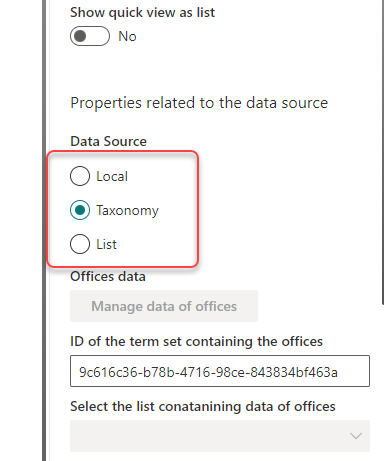 Show quick view as list
No
Properties related to the data source
Data Source
Local
Taxonomy
List
Offices data
Manage data of offices
ID of the term set containing the offices
9c616c36-b78b-4716-98ce-843834bf463a
Select the list conatanining data of offices